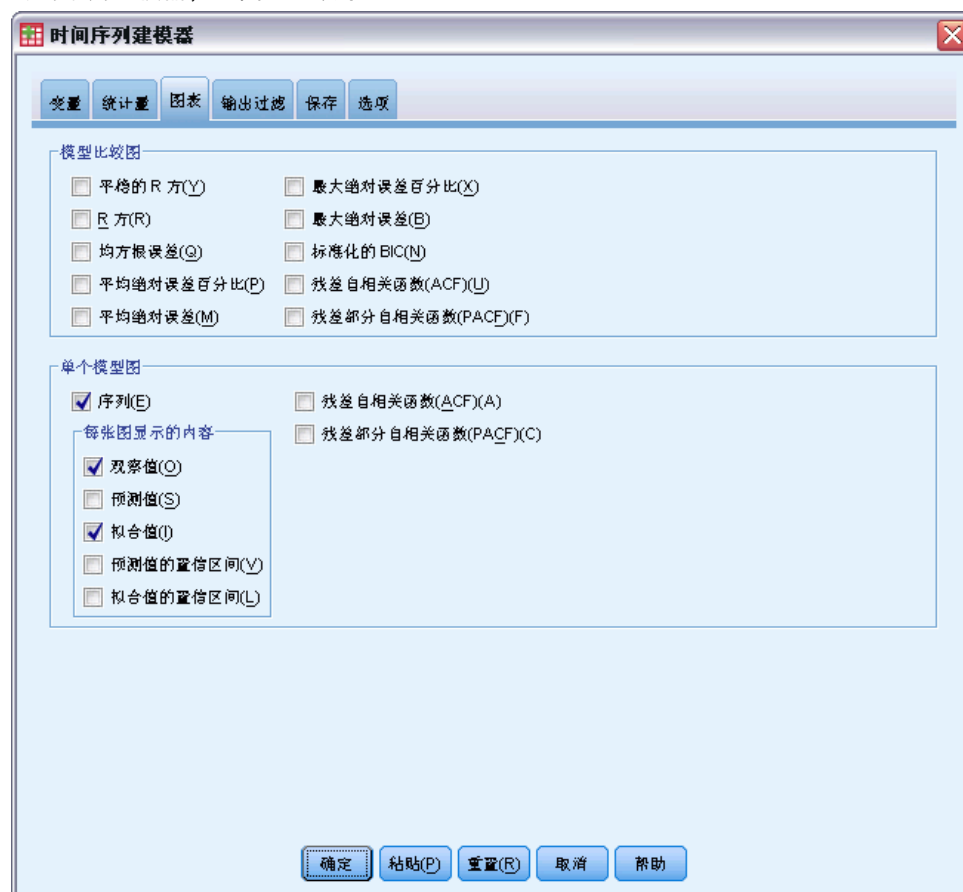 时间序列建模器
变量 统计量 图表 输出过滤 保存 选项
模型比较图
平稳的 R 方(Y) 最大绝对误差百分比(X)
R 方(R) 最大绝对误差(B)
均方根误差(Q) 标准化的 BIC(N)
平均绝对误差百分比(P) 残差自相关函数(ACF)(U)
平均绝对误差(M) 残差部分自相关函数(PACF)(F)
单个模型图
序列(E) 残差自相关函数(ACF)(A)
每张图显示的内容 残差部分自相关函数(PACF)(C)
观察值(O)
预测值(S)
拟合值(I)
预测值的置信区间(V)
拟合值的置信区间(L)
确定 粘贴(P) 重置(R) 取消 帮助